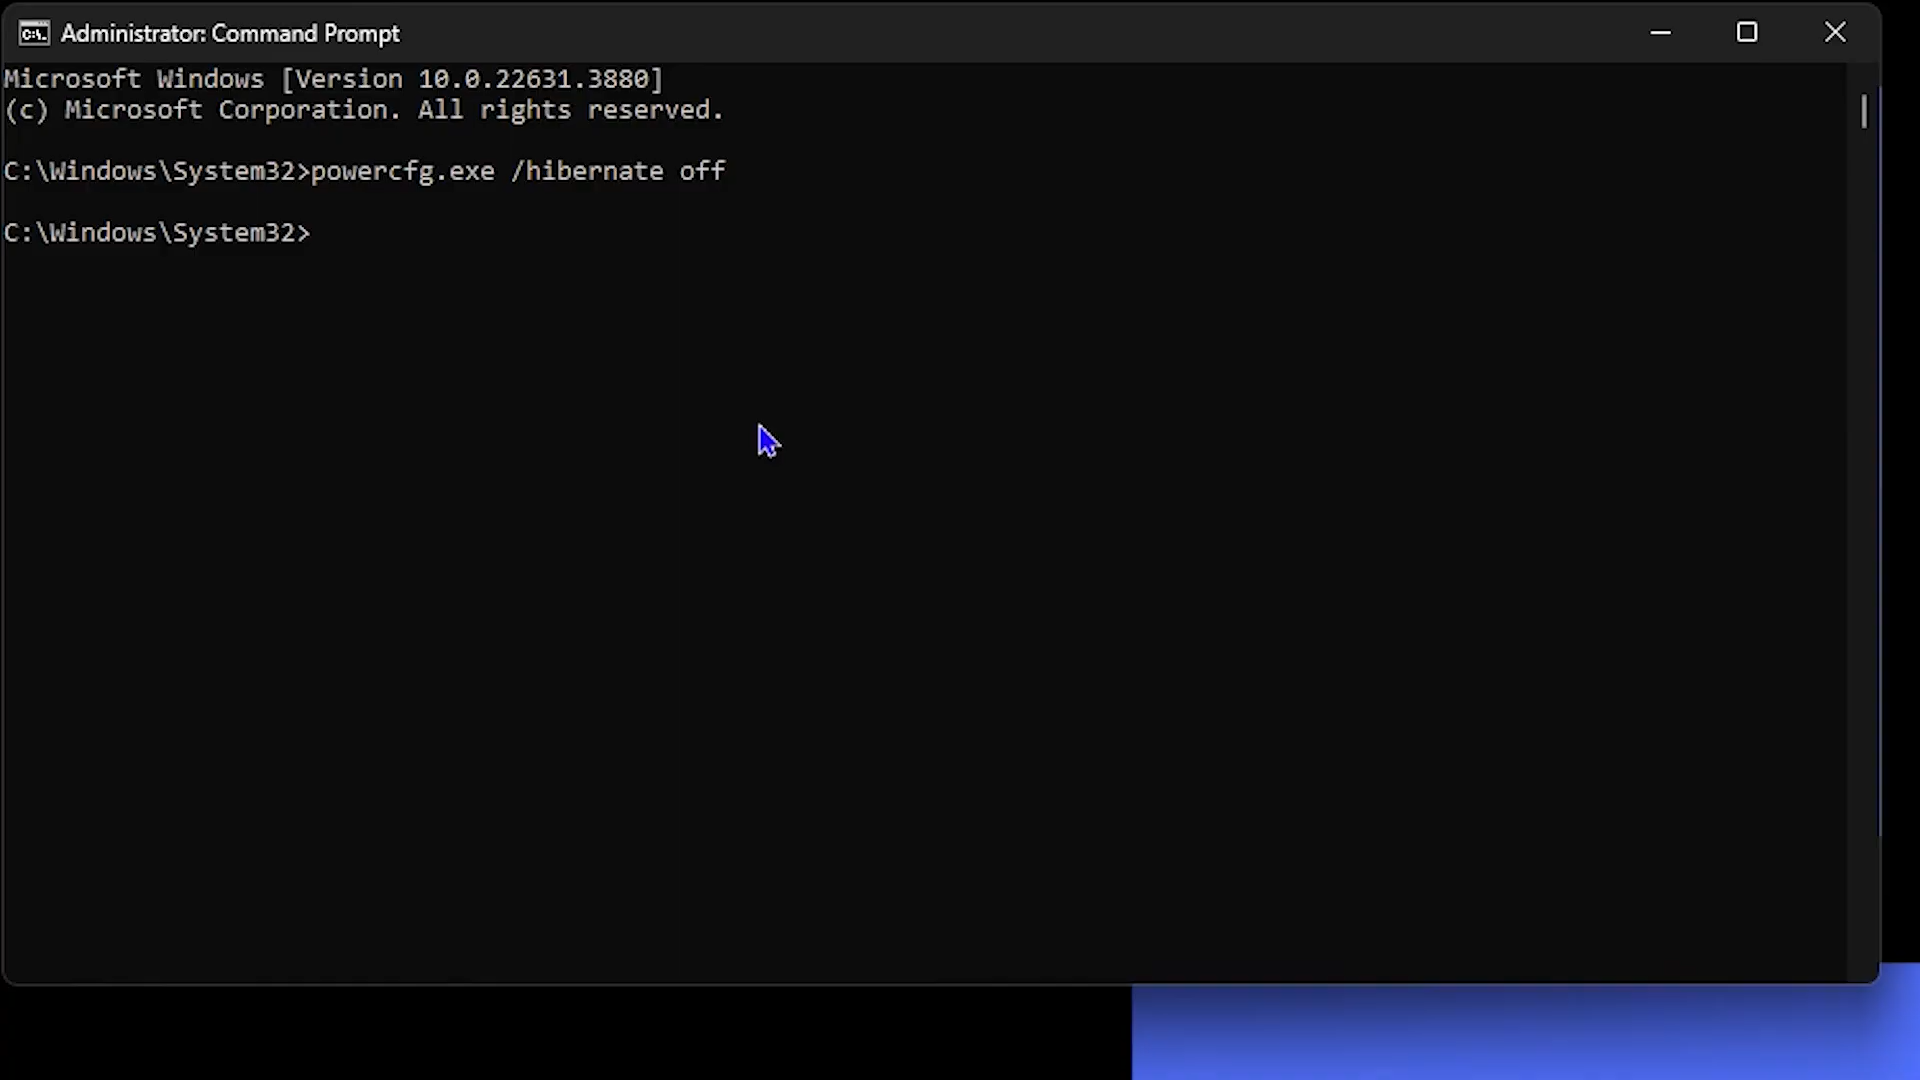 Administrator: Command Prompt
Microsoft Windows [Version 10.0.22631.3880]
(c) Microsoft Corporation. All rights reserved.
C:\Windows\System32>powercfg.exe /hibernate off
C:\Windows\System32>